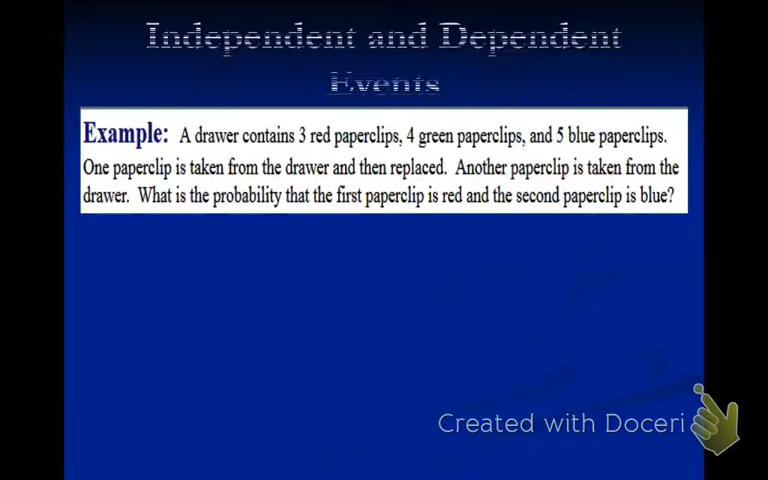 Independent and Dependent
Events
Example: A drawer contains 3 red paperclips, 4 green paperclips, and 5 blue paperclips.
One paperclip is taken from the drawer and then replaced. Another paperclip is taken from the
drawer. What is the probability that the first paperclip is red and the second paperclip is blue?
Created with Doceri